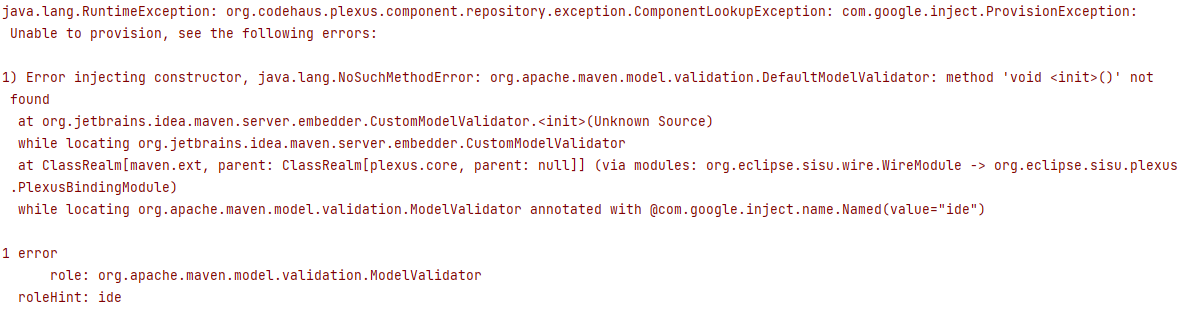 java.lang.RuntimeException: org.codehaus.plexus.component.repository.exception.ComponentLookupException: com.google.inject.ProvisionException:
Unable to provision, see the following errors:
1) Error injecting constructor, java.lang.NoSuchMethodError: org.apache.maven.model.validation.DefaultModelValidator: method 'void <init>()' not
found
at org.jetbrains.idea.maven.server.embedder.CustomModelValidator.<init>(Unknown Source)
while locating org.jetbrains.idea.maven.server.embedder.CustomModelValidator
at ClassRealm[maven.ext, parent: ClassRealm[plexus.core, parent: null]] (via modules: org.eclipse.sisu.wire.WireModule -> org.eclipse.sisu.plexus
.PlexusBindingModule)
while locating org.apache.maven.model.validation.ModelValidator annotated with @com.google.inject.name.Named(value="ide")
1 error
role: org.apache.maven.model.validation.ModelValidator
roleHint: ide